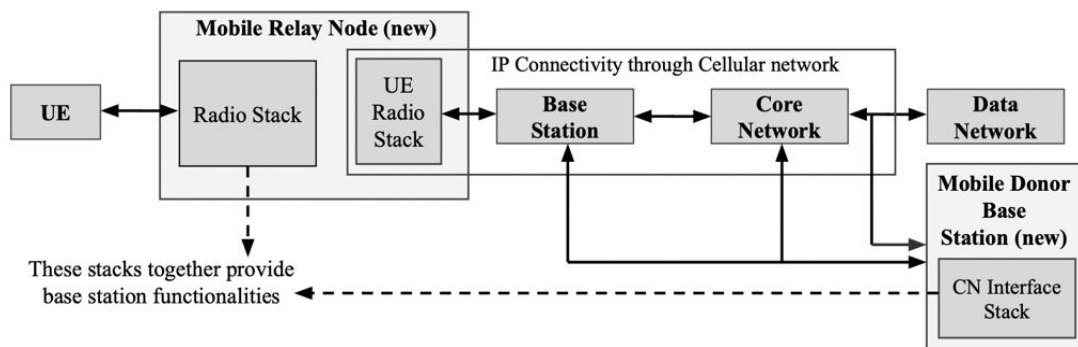 Mobile Relay Node (new)
IP Connectivity through Cellular network
UE
Radio Stack
UE
Radio
Stack
Base
Station
Core
Network
Data
Network
Mobile Donor
Base
Station (new)
CN Interface
Stack
These stacks together provide
base station functionalities